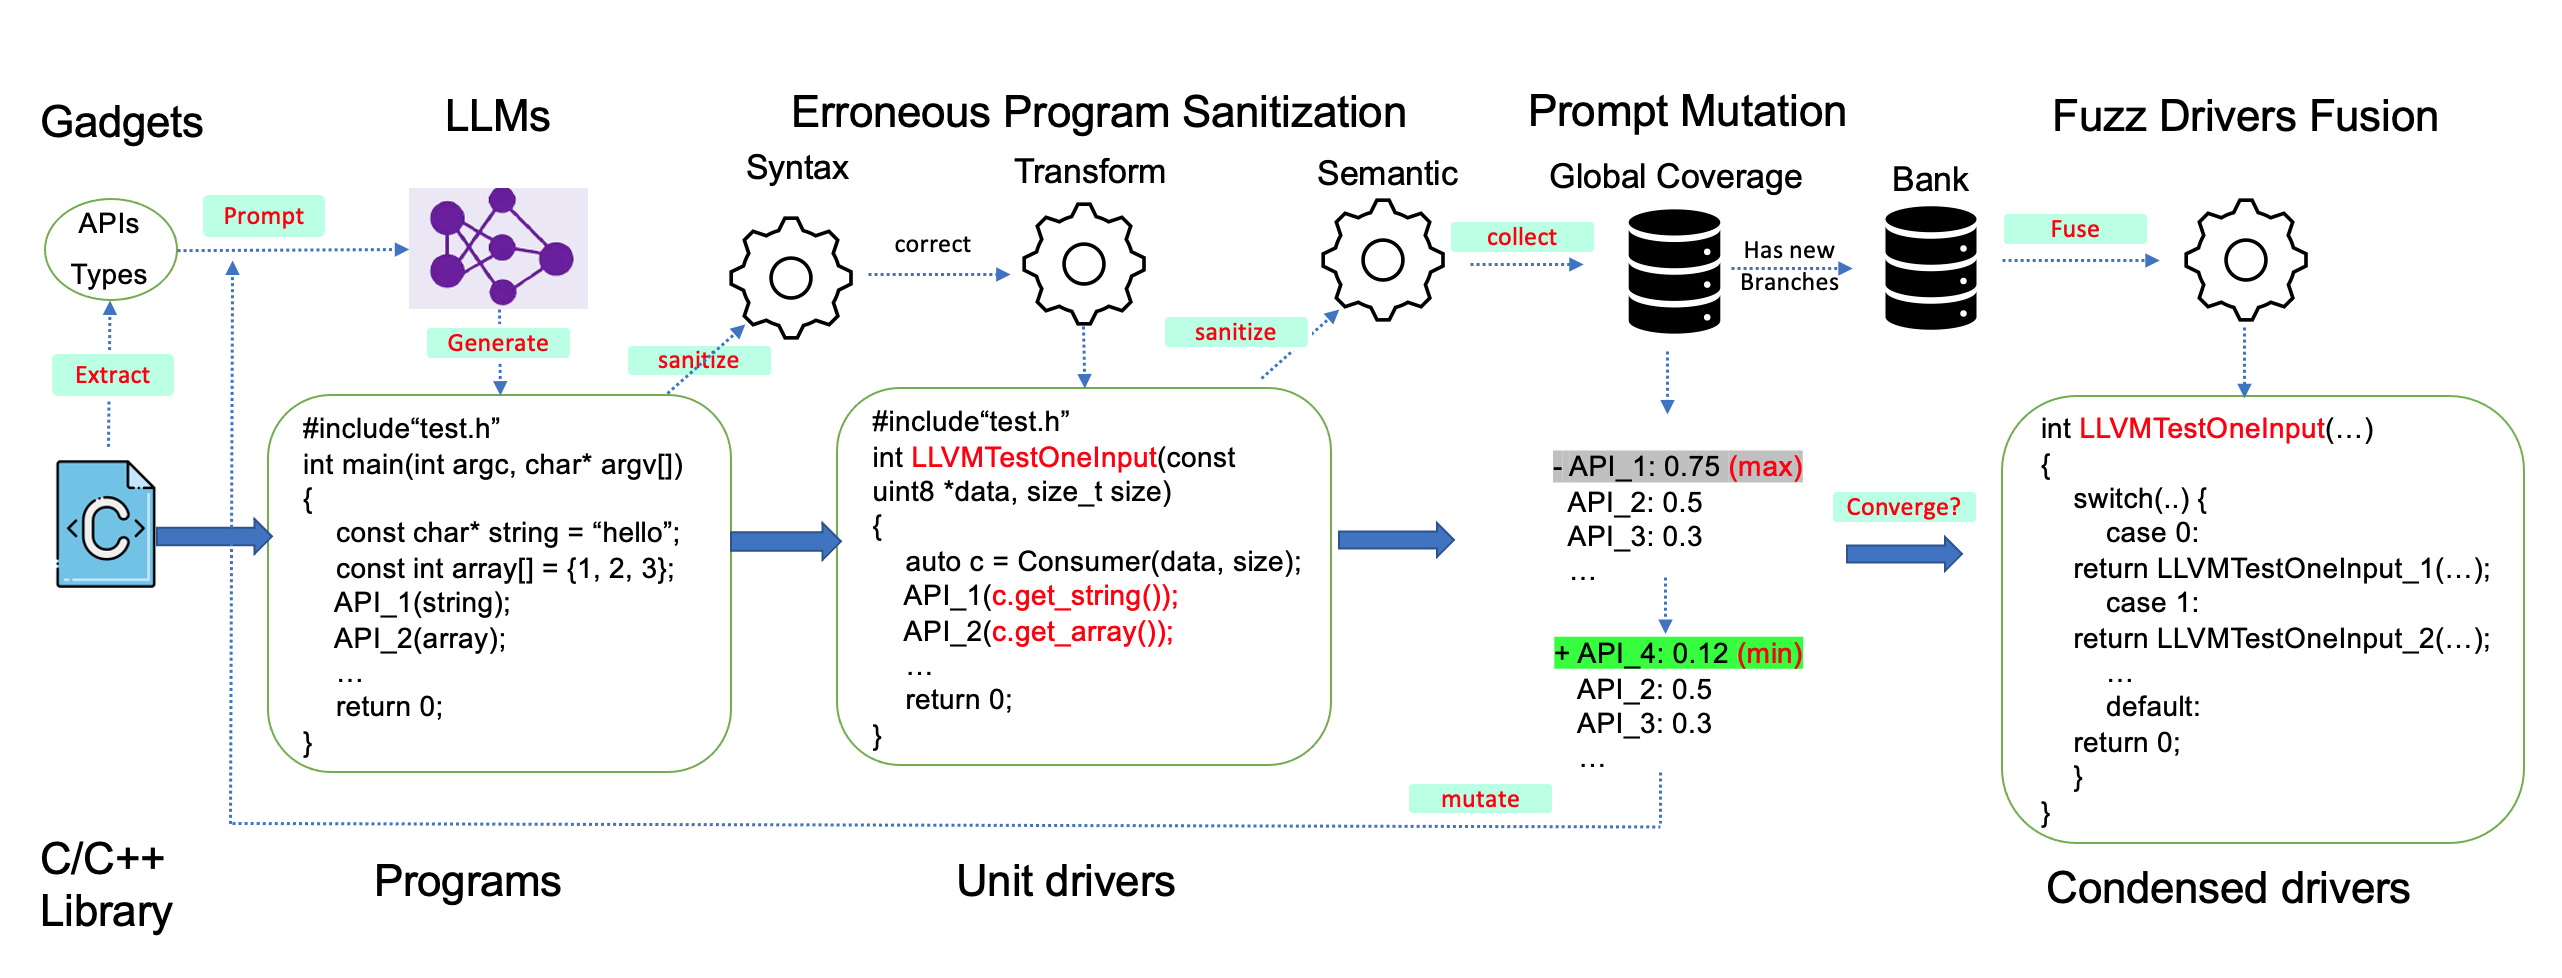 Gadgets
LLMs
Erroneous Program Sanitization
Prompt Mutation
Fuzz Drivers Fusion
Syntax
Transform
Semantic
Global Coverage
Bank
APIs
Types
Prompt
correct
collect
Has new
Branches
Fuse
Extract
Generate
sanitize
sanitize
<C>
#include“test.h”
int main(int argc, char* argv[])
{
const char* string = “hello”;
const int array[] = {1, 2, 3};
API_1(string);
API_2(array);
...
return 0;
}
#include“test.h”
int LLVMTestOneInput(const
uint8 *data, size_t size)
{
auto c = Consumer(data, size);
API_1(c.get_string());
API_2(c.get_array());
...
return 0;
}
- API_1: 0.75 (max)
API_2: 0.5
API_3: 0.3
...
+ API_4: 0.12 (min)
API_2: 0.5
API_3: 0.3
...
mutate
Converge?
int LLVMTestOneInput(...)
{
switch(..) {
case 0:
return LLVMTestOneInput_1(...);
case 1:
return LLVMTestOneInput_2(...);
...
default:
return 0;
}
}
C/C++
Library
Programs
Unit drivers
Condensed drivers